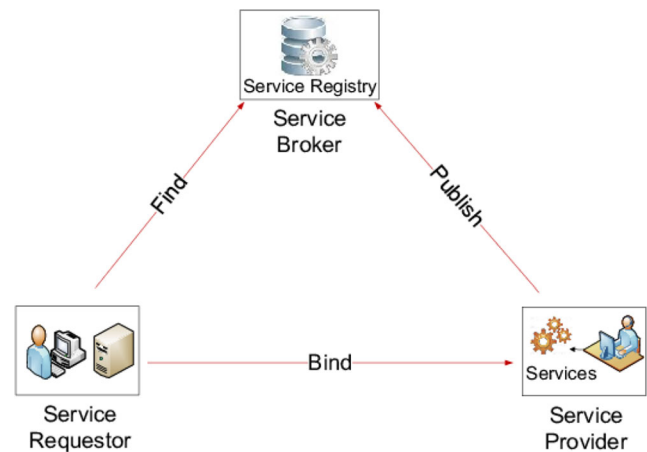 Service Registry
Service
Broker
Find
Publish
Bind
Services
Service
Requestor
Service
Provider